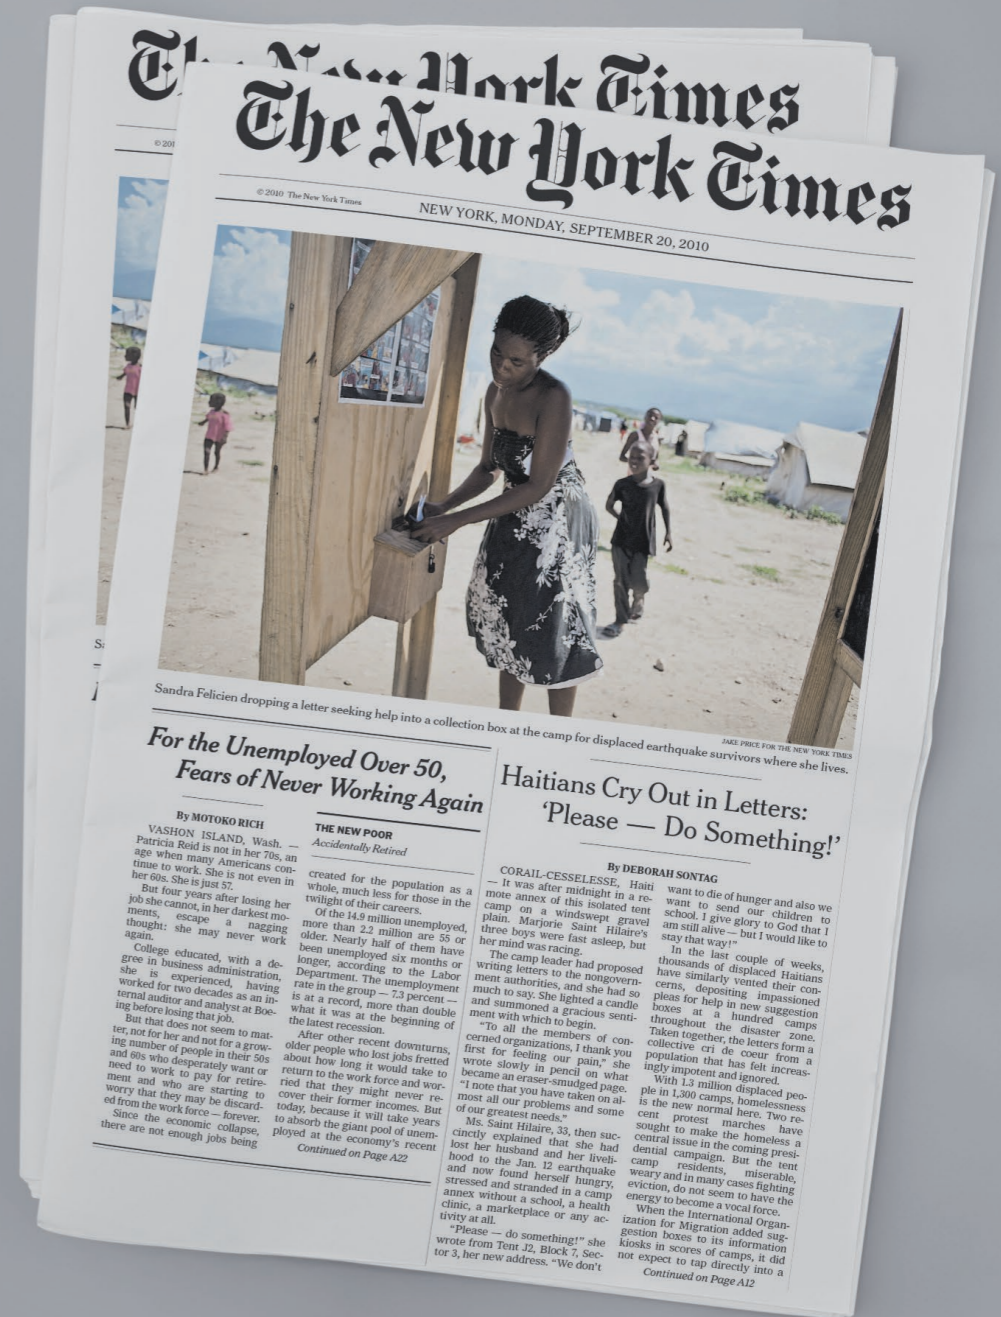 The New York Times
© 201
The New York Times
© 2010 The New York Times
NEW YORK, MONDAY, SEPTEMBER 20, 2010
JAKE PRICE FOR THE NEW YORK TIMES
Sandra Felicien dropping a letter seeking help into a collection box at the camp for displaced earthquake survivors where she lives.
For the Unemployed Over 50,
Fears of Never Working Again
By MOTOKO RICH
VASHON ISLAND, Wash. —
Patricia Reid is not in her 70s, an
age when many Americans con-
tinue to work. She is not even in
her 60s. She is just 57.
But four years after losing her
job she cannot, in her darkest mo-
ments, escape a nagging
thought: she may never work
again.
College educated, with a de-
gree in business administration,
she is experienced, having
worked for two decades as an in-
ternal auditor and analyst at Boe-
ing before losing that job.
But that does not seem to mat-
ter, not for her and not for a grow-
ing number of people in their 50s
and 60s who desperately want or
need to work to pay for retire-
ment and who are starting to
worry that they may be discard-
ed from the work force — forever.
Since the economic collapse,
there are not enough jobs being
THE NEW POOR
Accidentally Retired
created for the population as a
whole, much less for those in the
twilight of their careers.
Of the 14.9 million unemployed,
more than 2.2 million are 55 or
older. Nearly half of them have
been unemployed six months or
longer, according to the Labor
Department. The unemployment
rate in the group — 7.3 percent —
is at a record, more than double
what it was at the beginning of
the latest recession.
After other recent downturns,
older people who lost jobs fretted
about how long it would take to
return to the work force and wor-
ried that they might never re-
cover their former incomes. But
today, because it will take years
to absorb the giant pool of unem-
ployed at the economy's recent
Continued on Page A22
Haitians Cry Out in Letters:
‘Please — Do Something!’
By DEBORAH SONTAG
CORAIL-CESSELESSE, Haiti
— It was after midnight in a re-
mote annex of this isolated tent
camp on a windswept gravel
plain. Marjorie Saint Hilaire's
three boys were fast asleep, but
her mind was racing.
The camp leader had proposed
writing letters to the nongovern-
ment authorities, and she had so
much to say. She lighted a candle
and summoned a gracious senti-
ment with which to begin.
“To all the members of con-
cerned organizations, I thank you
first for feeling our pain,” she
wrote slowly in pencil on what
became an eraser-smudged page.
“I note that you have taken on al-
most all our problems and some
of our greatest needs.”
Ms. Saint Hilaire, 33, then suc-
cinctly explained that she had
lost her husband and her liveli-
hood to the Jan. 12 earthquake
and now found herself hungry,
stressed and stranded in a camp
annex without a school, a health
clinic, a marketplace or any ac-
tivity at all.
“Please — do something!” she
wrote from Tent J2, Block 7, Sec-
tor 3, her new address. “We don't
want to die of hunger and also we
want to send our children to
school. I give glory to God that I
am still alive — but I would like to
stay that way!”
In the last couple of weeks,
thousands of displaced Haitians
have similarly vented their con-
cerns, depositing impassioned
pleas for help in new suggestion
boxes at a hundred camps
throughout the disaster zone.
Taken together, the letters form a
collective cri de coeur from a
population that has felt increas-
ingly impotent and ignored.
With 1.3 million displaced peo-
ple in 1,300 camps, homelessness
is the new normal here. Two re-
cent protest marches have
sought to make the homeless a
central issue in the coming presi-
dential campaign. But the tent
camp residents, miserable,
weary and in many cases fighting
eviction, do not seem to have the
energy to become a vocal force.
When the International Organ-
ization for Migration added sug-
gestion boxes to its information
kiosks in scores of camps, it did
not expect to tap directly into a
Continued on Page A12